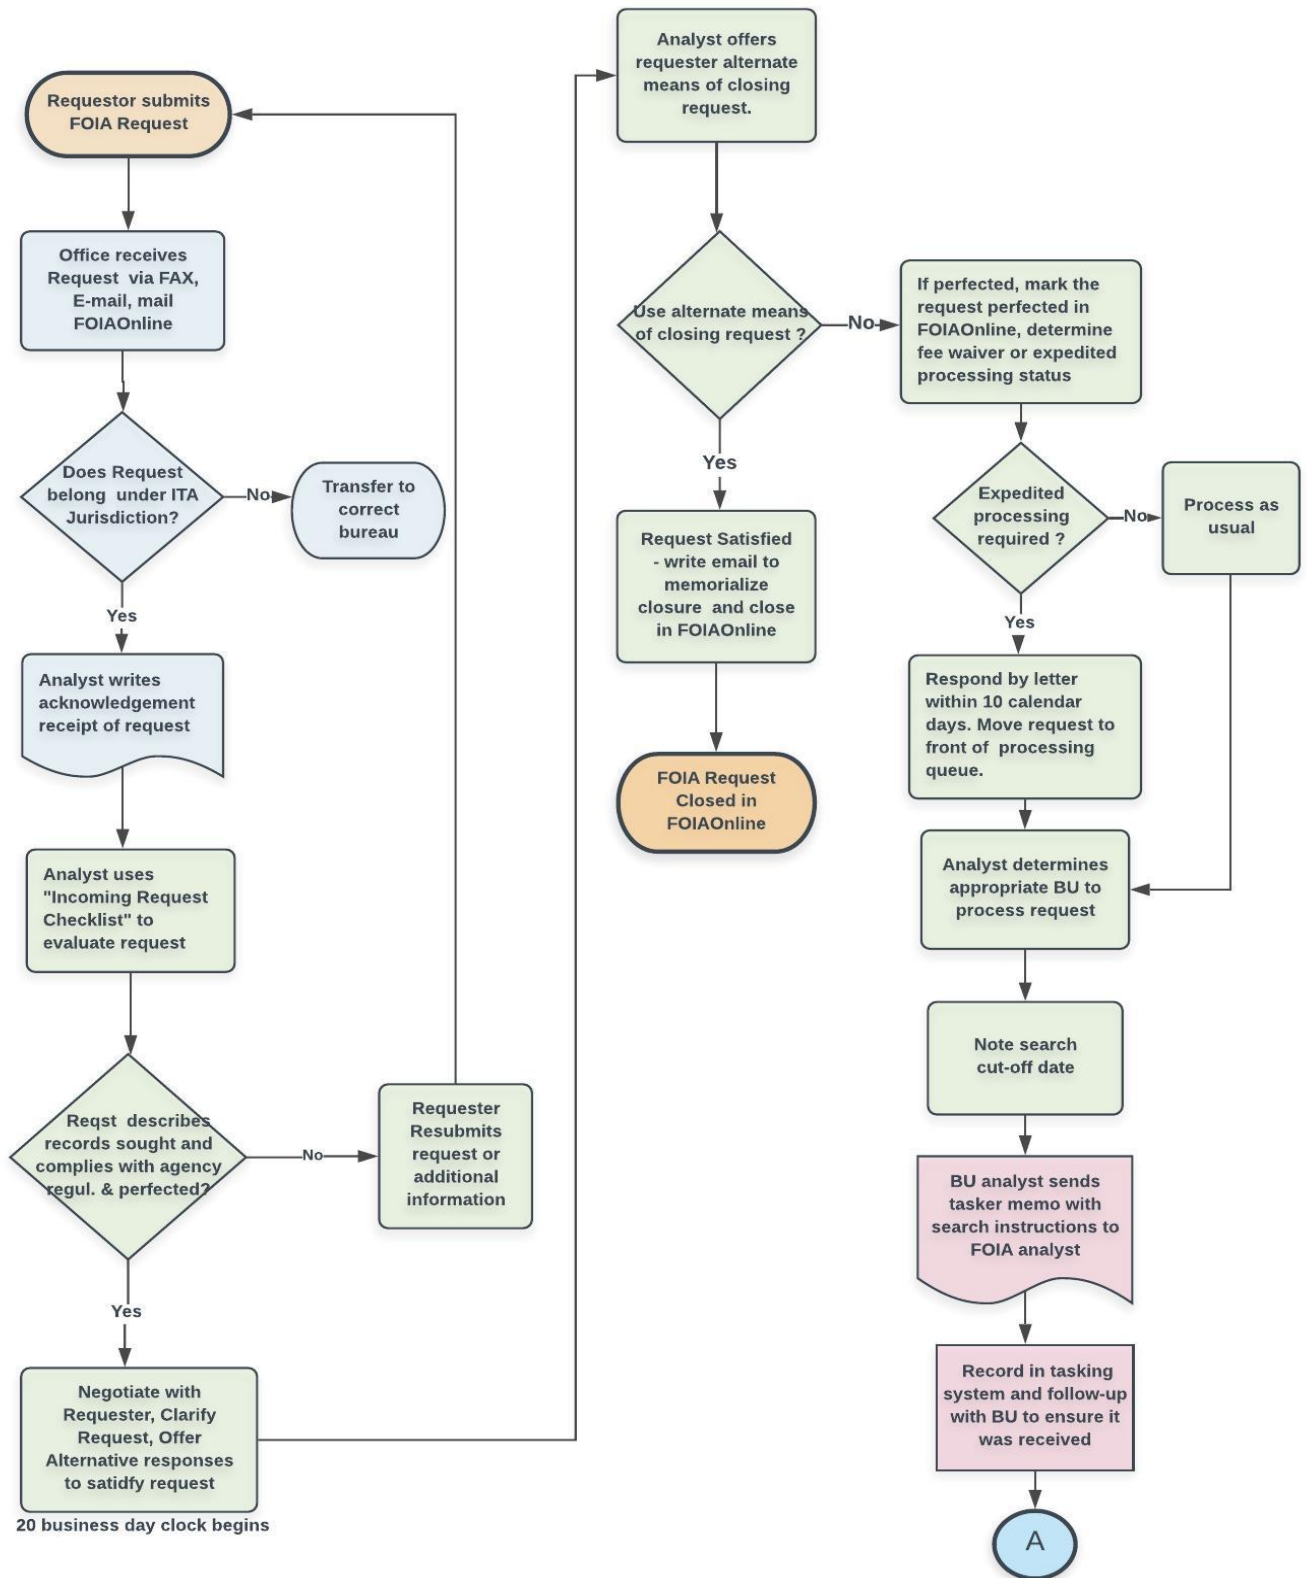 Requestor submits
FOIA Request
Office receives
Request via FAX,
E-mail, mail
FOIAOnline
Does Request
belong under ITA
Jurisdiction?
No
Transfer to
correct
bureau
Yes
Analyst writes
acknowledgement
receipt of request
Analyst uses
"Incoming Request
Checklist" to
evaluate request
Reqst describes
records sought and
complies with agency
regul. & perfected?
No
Requester
Resubmits
request or
additional
information
Yes
Negotiate with
Requester, Clarify
Request, Offer
Alternative responses
to satidfy request
20 business day clock begins
Analyst offers
requester alternate
means of closing
request.
Use alternate means
of closing request ?
No
Yes
Request Satisfied
- write email to
memorialize
closure and close
in FOIAOnline
FOIA Request
Closed in
FOIAOnline
If perfected, mark the
request perfected in
FOIAOnline, determine
fee waiver or expedited
processing status
Expedited
processing
required ?
No
Process as
usual
Yes
Respond by letter
within 10 calendar
days. Move request to
front of processing
queue.
Analyst determines
appropriate BU to
process request
Note search
cut-off date
BU analyst sends
tasker memo with
search instructions to
FOIA analyst
Record in tasking
system and follow-up
with BU to ensure it
was received
A